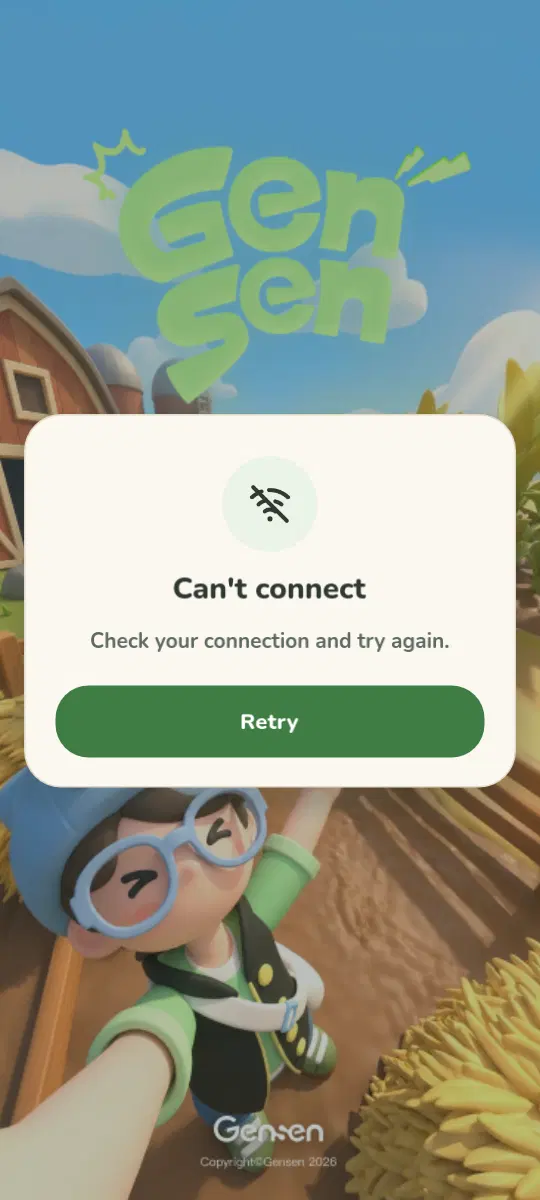 Gen
sen
Can't connect
Check your connection and try again.
Retry
Gensen
Copyright©Gensen 2026